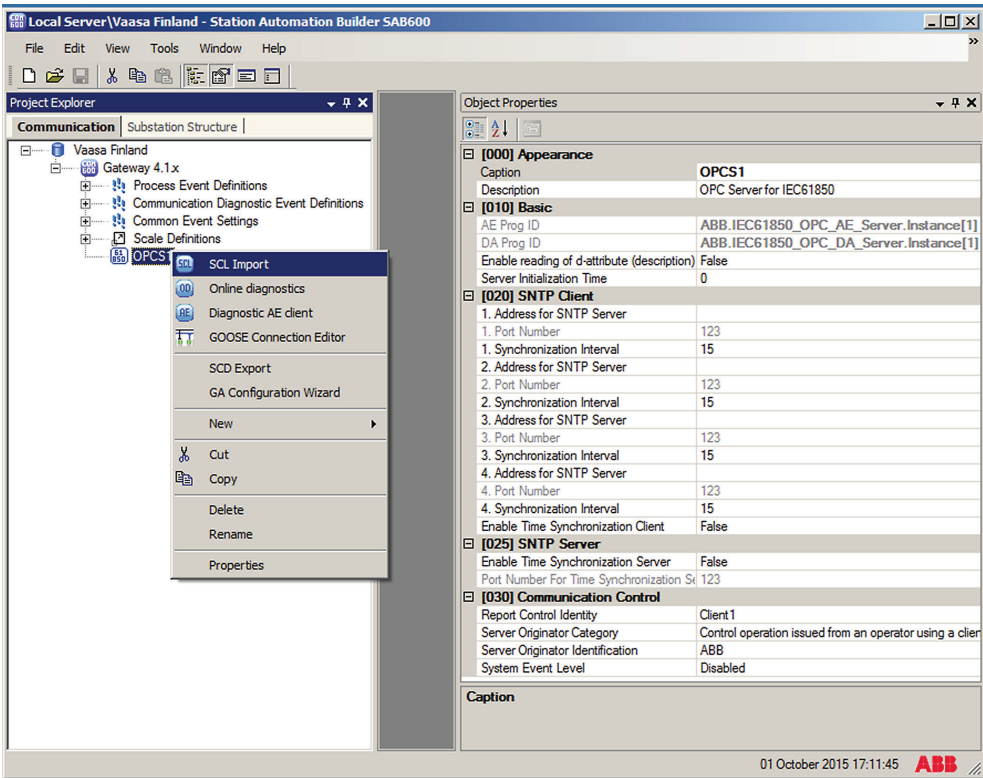 Local Server\Vaasa Finland - Station Automation Builder SAB600
File Edit View Tools Window Help
Project Explorer
Communication Substation Structure
Vaasa Finland
Gateway 4.1.x
Process Event Definitions
Communication Diagnostic Event Definitions
Common Event Settings
Scale Definitions
OPCS1
SCL Import
Online diagnostics
Diagnostic AE client
GOOSE Connection Editor
SCD Export
GA Configuration Wizard
New
Cut
Copy
Delete
Rename
Properties
Object Properties
[000] Appearance
Caption OPCS1
Description OPC Server for IEC61850
[010] Basic
AE Prog ID ABB.IEC61850_OPC_AE_Server.Instance[1]
DA Prog ID ABB.IEC61850_OPC_DA_Server.Instance[1]
Enable reading of d-attribute (description) False
Server Initialization Time 0
[020] SNTP Client
1. Address for SNTP Server
1. Port Number 123
1. Synchronization Interval 15
2. Address for SNTP Server
2. Port Number 123
2. Synchronization Interval 15
3. Address for SNTP Server
3. Port Number 123
3. Synchronization Interval 15
4. Address for SNTP Server
4. Port Number 123
4. Synchronization Interval 15
Enable Time Synchronization Client False
[025] SNTP Server
Enable Time Synchronization Server False
Port Number For Time Synchronization Se 123
[030] Communication Control
Report Control Identity Client1
Server Originator Category Control operation issued from an operator using a clien
Server Originator Identification ABB
System Event Level Disabled
Caption
01 October 2015 17:11:45 ABB